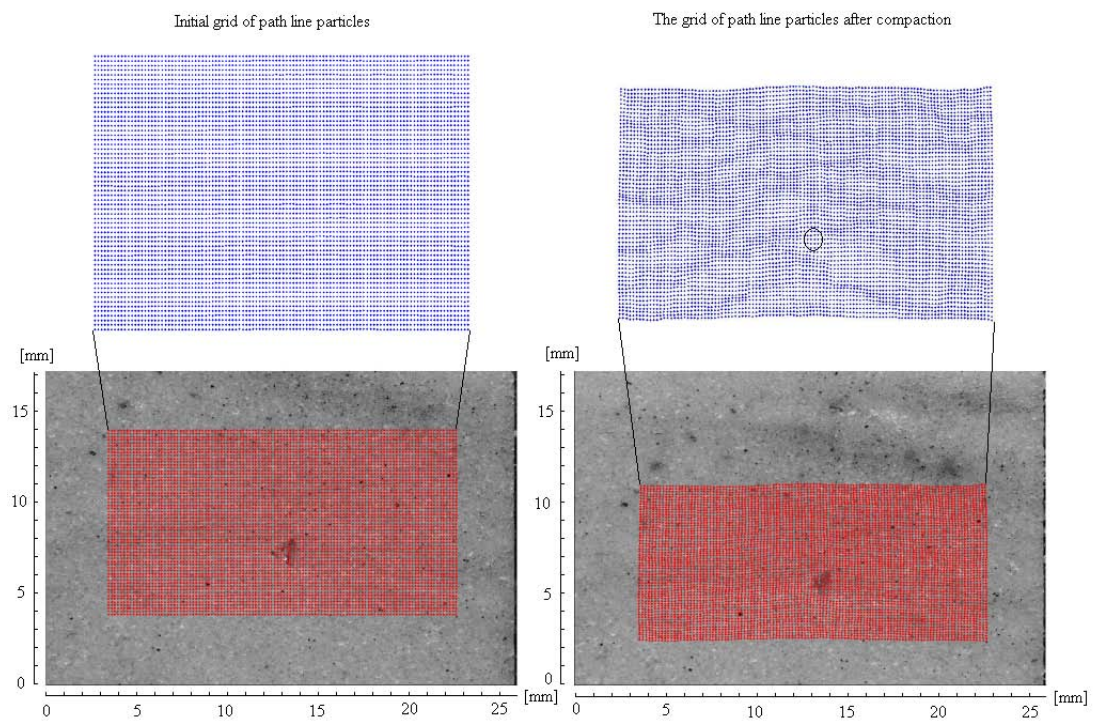 Initial grid of path line particles
The grid of path line particles after compaction
[mm]
15
10
5
0
0 5 10 15 20 25
[mm]
[mm]
15
10
5
0
0 5 10 15 20 25
[mm]